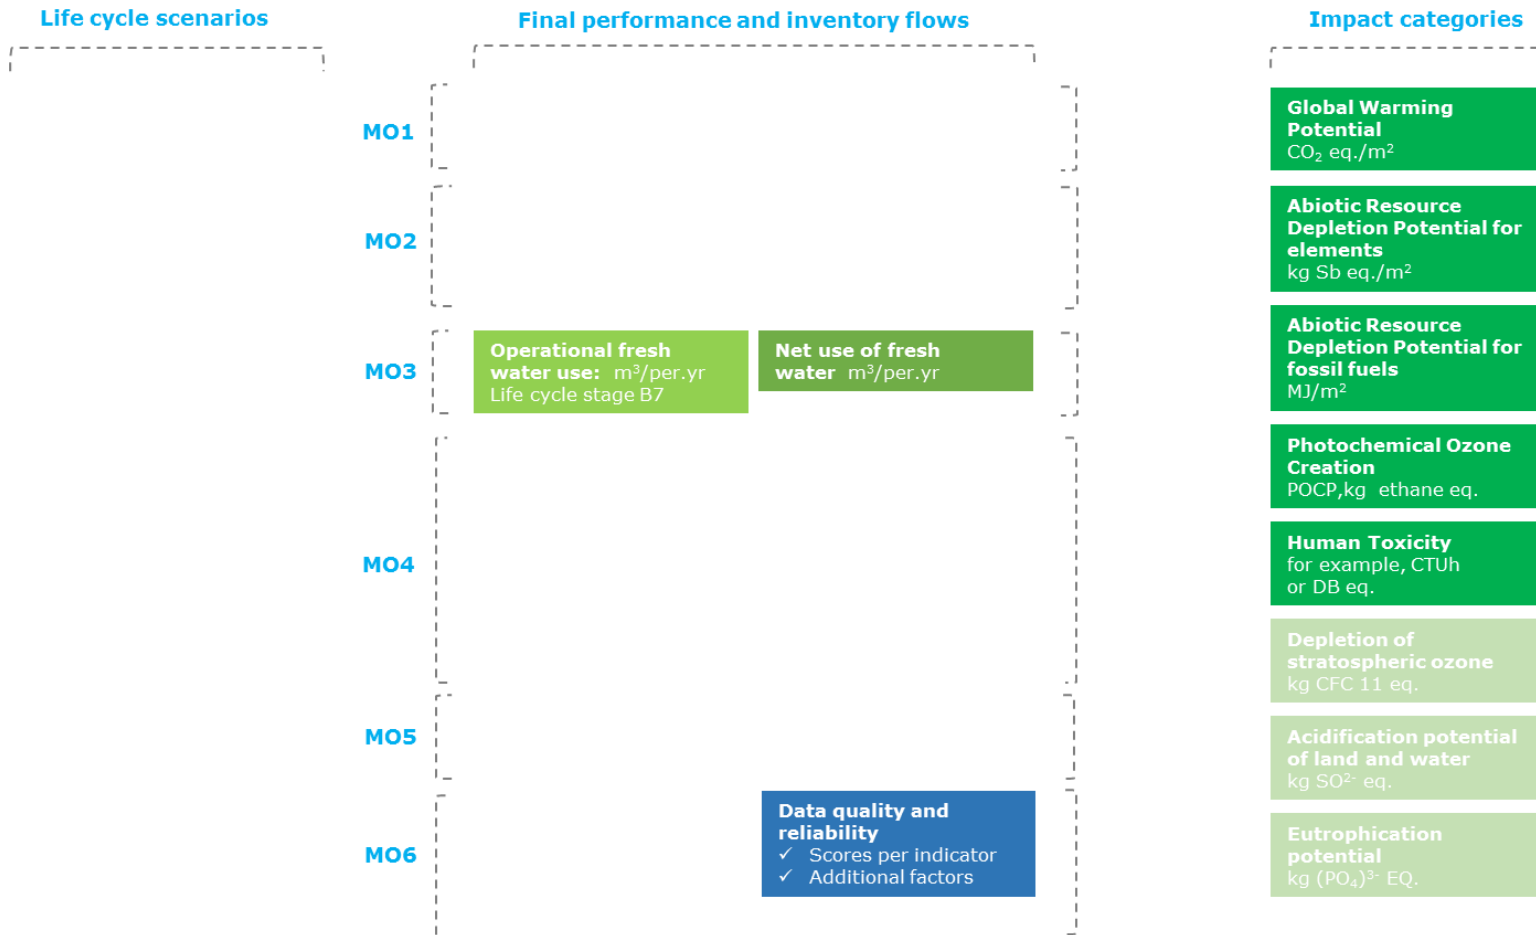 Life cycle scenarios
Final performance and inventory flows
Impact categories
MO1
Global Warming
Potential
CO₂ eq./m²
MO2
Abiotic Resource
Depletion Potential for
elements
kg Sb eq./m²
MO3
Operational fresh
water use: m³/per.yr
Life cycle stage B7
Net use of fresh
water m³/per.yr
Abiotic Resource
Depletion Potential for
fossil fuels
MJ/m²
MO4
Photochemical Ozone
Creation
POCP,kg ethane eq.
Human Toxicity
for example, CTUh
or DB eq.
Depletion of
stratospheric ozone
kg CFC 11 eq.
MO5
Acidification potential
of land and water
kg SO²⁻ eq.
MO6
Data quality and
reliability
✓ Scores per indicator
✓ Additional factors
Eutrophication
potential
kg (PO₄)³⁻ EQ.